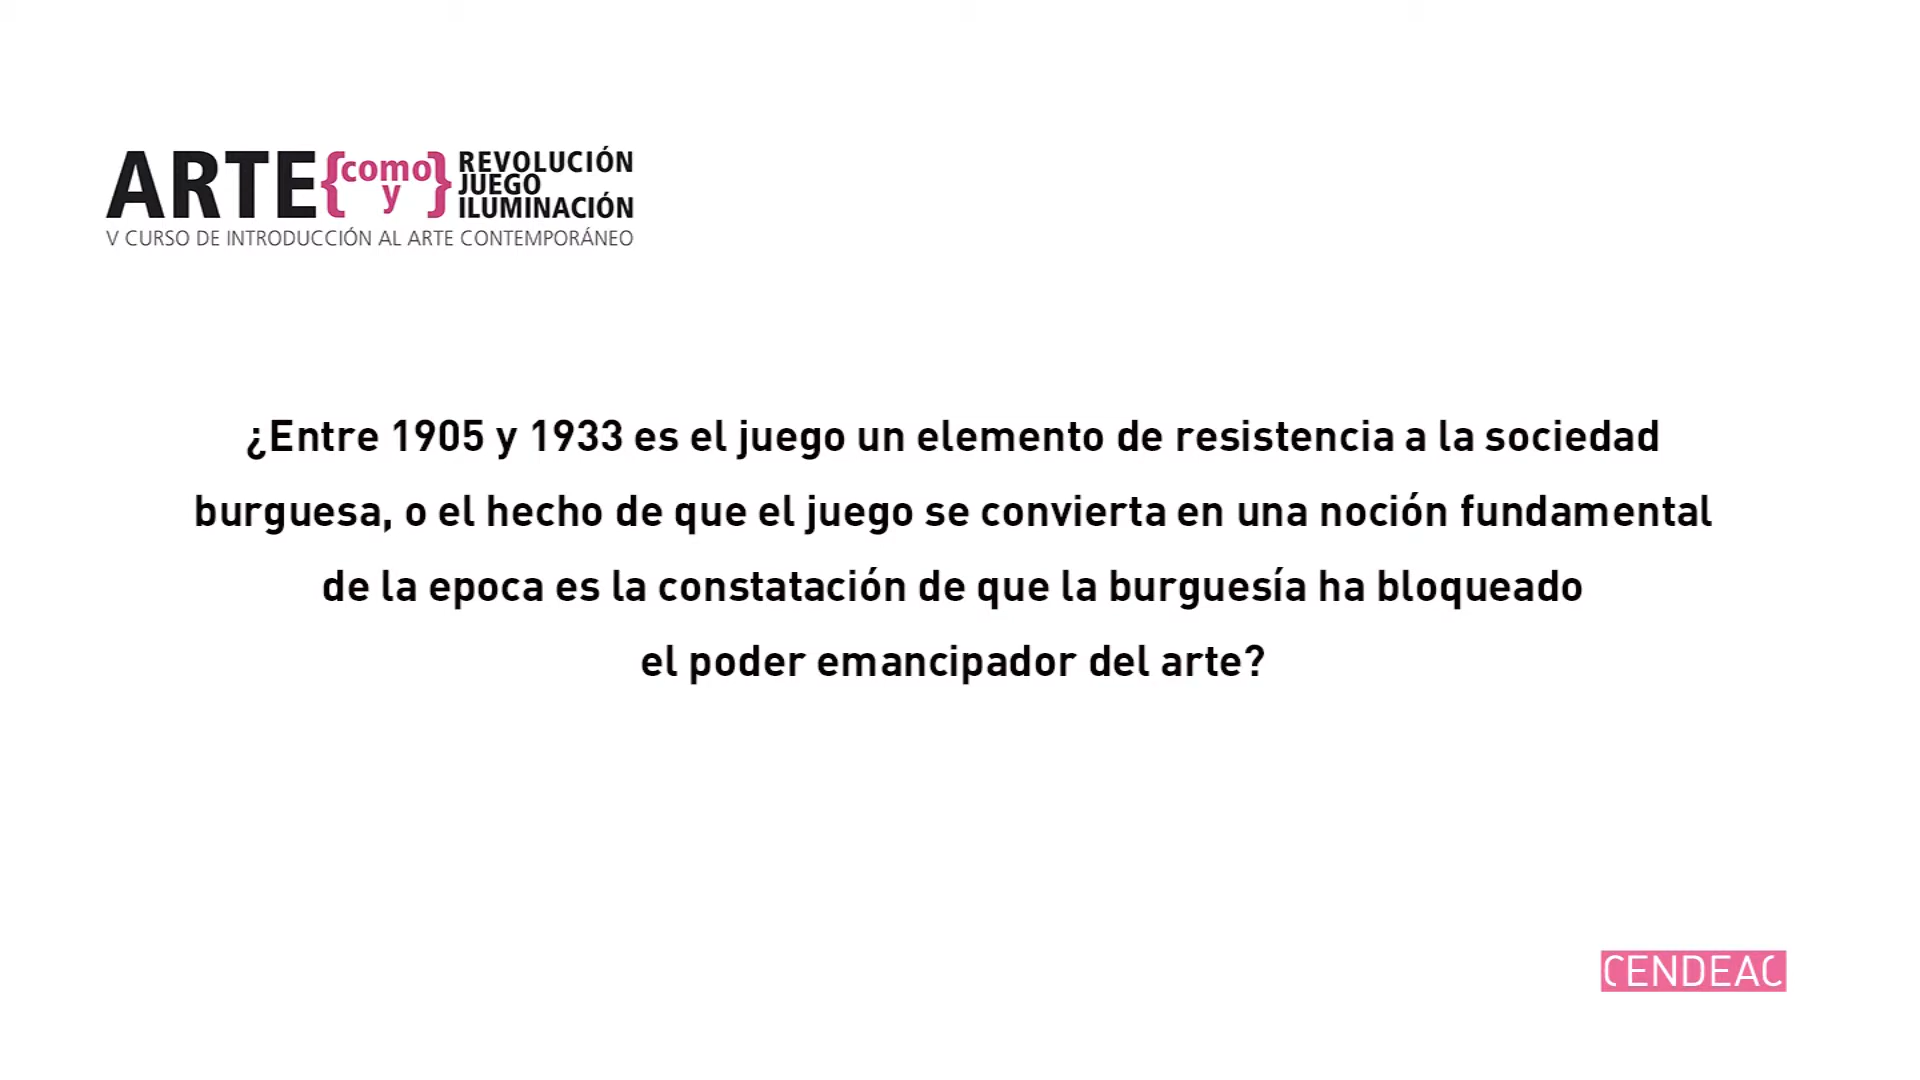 ARTE {como y} REVOLUCIÓN JUEGO ILUMINACIÓN
V CURSO DE INTRODUCCIÓN AL ARTE CONTEMPORÁNEO
¿Entre 1905 y 1933 es el juego un elemento de resistencia a la sociedad
burguesa, o el hecho de que el juego se convierta en una noción fundamental
de la epoca es la constatación de que la burguesía ha bloqueado
el poder emancipador del arte?
CENDEAC